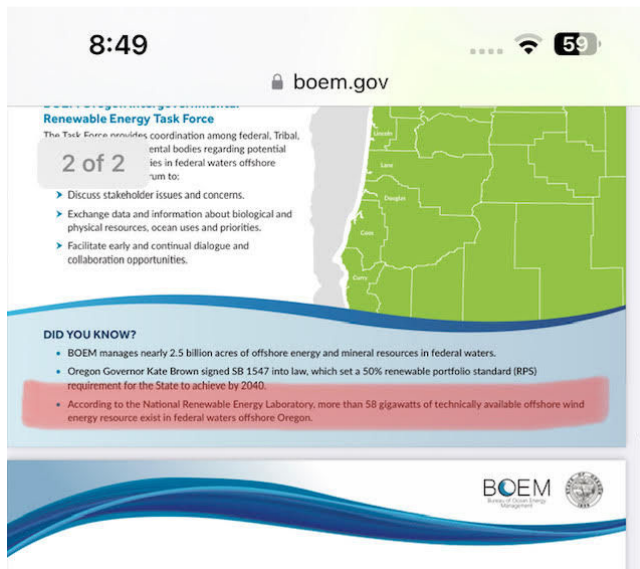 8:49
59
boem.gov
Renewable Energy Task Force
The Task Force provides coordination among federal, Tribal,
ental bodies regarding potential
ies in federal waters offshore
rum to:
2 of 2
➤ Discuss stakeholder issues and concerns.
➤ Exchange data and information about biological and
physical resources, ocean uses and priorities.
➤ Facilitate early and continual dialogue and
collaboration opportunities.
Lincoln
Lane
Douglas
Coos
Curry
DID YOU KNOW?
• BOEM manages nearly 2.5 billion acres of offshore energy and mineral resources in federal waters.
• Oregon Governor Kate Brown signed SB 1547 into law, which set a 50% renewable portfolio standard (RPS)
requirement for the State to achieve by 2040.
• According to the National Renewable Energy Laboratory, more than 58 gigawatts of technically available offshore wind
energy resource exist in federal waters offshore Oregon.
BOEM
Bureau of Ocean Energy
Management